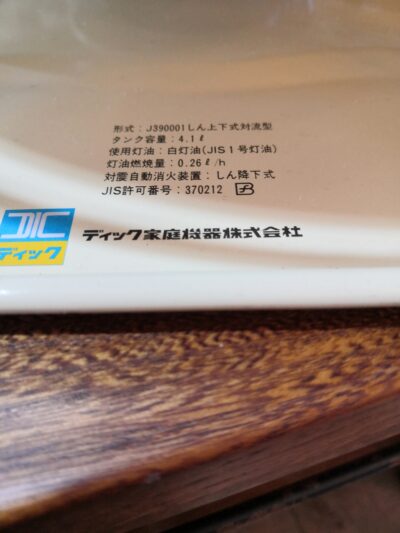 形式：J390001しん上下式対流型
タンク容量：4.1ℓ
使用灯油：白灯油(JIS1号灯油)
灯油燃焼量：0.26ℓ/h
対震自動消火装置：しん降下式
JIS許可番号：370212
DIC
ディック
ディック家庭機器株式会社